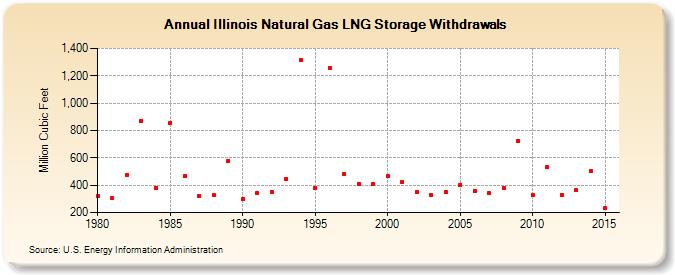 Annual Illinois Natural Gas LNG Storage Withdrawals
Million Cubic Feet
1,400
1,200
1,000
800
600
400
200
1980 1985 1990 1995 2000 2005 2010 2015
Source: U.S. Energy Information Administration